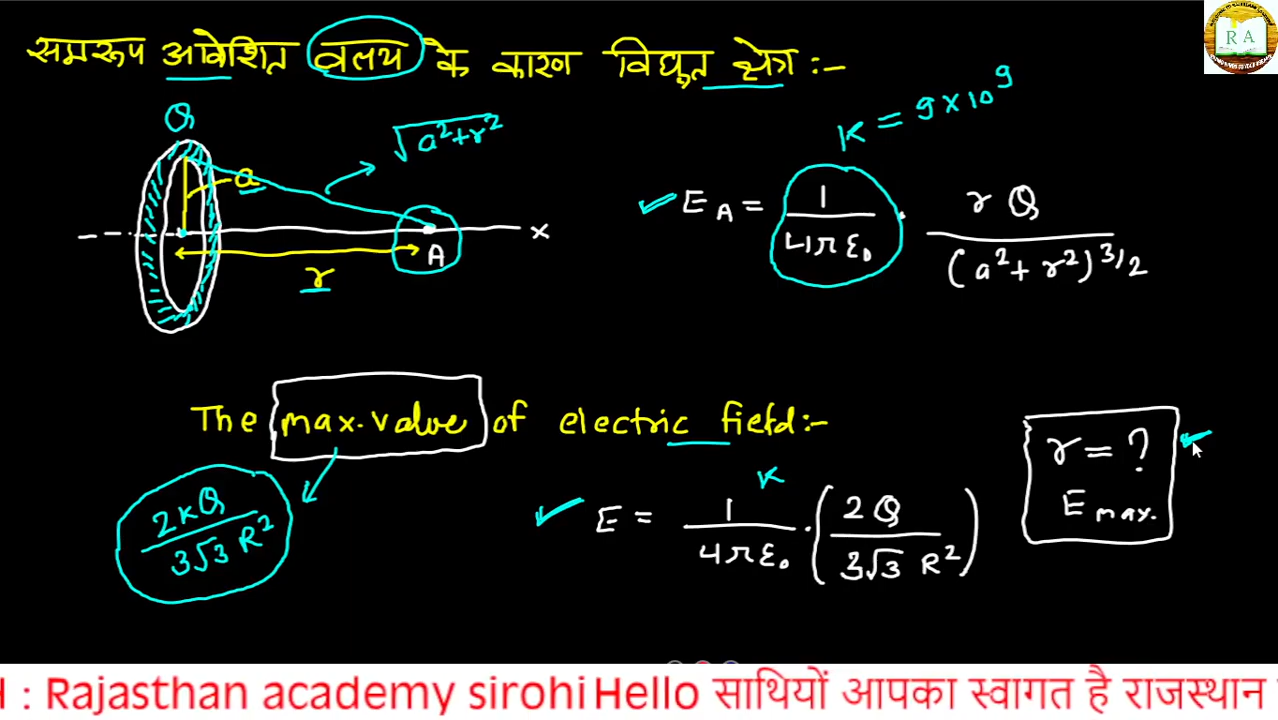 समरूप आवेशित वलय के कारण विद्युत क्षेत्र :-
R A
K = 9×10⁹
Q
√a²+r²
a
E_A = 1/4πε₀ · rQ/(a²+r²)^3/2
x
A
r
The max. value of electric field :-
r = ?
E max.
2KQ/3√3 R²
K
E = 1/4πε₀ · (2Q/3√3 R²)
: Rajasthan academy sirohi Hello साथियों आपका स्वागत है राजस्थान